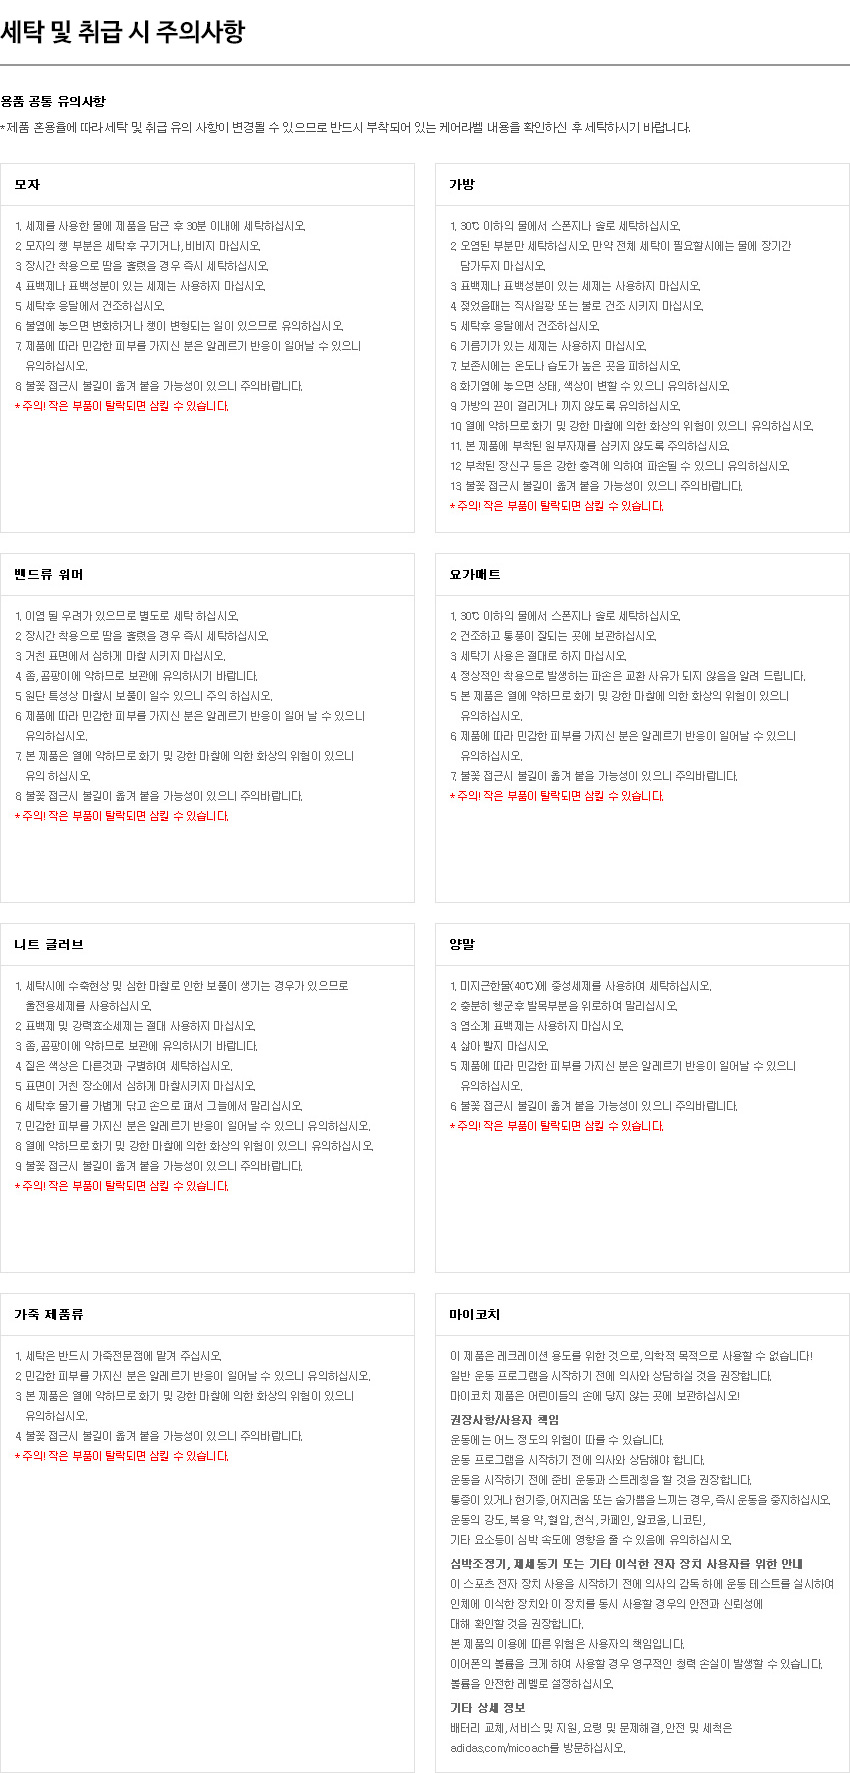 세탁 및 취급 시 주의사항
용품 공통 유의사항
*제품 혼용율에 따라 세탁 및 취급 유의 사항이 변경될 수 있으므로 반드시 부착되어 있는 케어라벨 내용을 확인하신 후 세탁하시기 바랍니다.
모자
1. 세제를 사용한 물에 제품을 담근 후 30분 이내에 세탁하십시오.
2. 모자의 챙 부분은 세탁후 구기거나, 비비지 마십시오.
3. 장시간 착용으로 땀을 흘렸을 경우 즉시 세탁하십시오.
4. 표백제나 표백성분이 있는 세제는 사용하지 마십시오.
5. 세탁후 응달에서 건조하십시오.
6. 불옆에 놓으면 변화하거나 챙이 변형되는 일이 있으므로 유의하십시오.
7. 제품에 따라 민감한 피부를 가지신 분은 알레르기 반응이 일어날 수 있으니
유의하십시오.
8. 불꽃 접근시 불길이 옮겨 붙을 가능성이 있으니 주의바랍니다.
* 주의! 작은 부품이 탈락되면 삼킬 수 있습니다.
가방
1. 30℃ 이하의 물에서 스폰지나 솔로 세탁하십시오.
2. 오염된 부분만 세탁하십시오. 만약 전체 세탁이 필요할시에는 물에 장기간
담가두지 마십시오.
3. 표백제나 표백성분이 있는 세제는 사용하지 마십시오.
4. 젖었을때는 직사일광 또는 불로 건조 시키지 마십시오.
5. 세탁후 응달에서 건조하십시오.
6. 기름기가 있는 세제는 사용하지 마십시오.
7. 보존시에는 온도나 습도가 높은 곳을 피하십시오.
8. 화기옆에 놓으면 상태, 색상이 변할 수 있으니 유의하십시오.
9. 가방의 끈이 걸리거나 끼지 않도록 유의하십시오.
10. 열에 약하므로 화기 및 강한 마찰에 의한 화상의 위험이 있으니 유의하십시오.
11. 본 제품에 부착된 원부자재를 삼키지 않도록 주의하십시요.
12. 부착된 장신구 등은 강한 충격에 의하여 파손될 수 있으니 유의하십시오.
13. 불꽃 접근시 불길이 옮겨 붙을 가능성이 있으니 주의바랍니다.
* 주의! 작은 부품이 탈락되면 삼킬 수 있습니다.
밴드류 워머
1. 이염 될 우려가 있으므로 별도로 세탁 하십시오.
2. 장시간 착용으로 땀을 흘렸을 경우 즉시 세탁하십시오.
3. 거친 표면에서 심하게 마찰 시키지 마십시오.
4. 좀, 곰팡이에 약하므로 보관에 유의하시기 바랍니다.
5. 원단 특성상 마찰시 보풀이 일수 있으니 주의 하십시오.
6. 제품에 따라 민감한 피부를 가지신 분은 알레르기 반응이 일어 날 수 있으니
유의하십시오.
7. 본 제품은 열에 약하므로 화기 및 강한 마찰에 의한 화상의 위험이 있으니
유의 하십시오.
8. 불꽃 접근시 불길이 옮겨 붙을 가능성이 있으니 주의바랍니다.
* 주의! 작은 부품이 탈락되면 삼킬 수 있습니다.
요가매트
1. 30℃ 이하의 물에서 스폰지나 솔로 세탁하십시오.
2. 건조하고 통풍이 잘되는 곳에 보관하십시오.
3. 세탁기 사용은 절대로 하지 마십시오.
4. 정상적인 착용으로 발생하는 파손은 교환 사유가 되지 않음을 알려 드립니다.
5. 본 제품은 열에 약하므로 화기 및 강한 마찰에 의한 화상의 위험이 있으니
유의하십시오.
6. 제품에 따라 민감한 피부를 가지신 분은 알레르기 반응이 일어날 수 있으니
유의하십시오.
7. 불꽃 접근시 불길이 옮겨 붙을 가능성이 있으니 주의바랍니다.
* 주의! 작은 부품이 탈락되면 삼킬 수 있습니다.
니트 글러브
1. 세탁시에 수축현상 및 심한 마찰로 인한 보풀이 생기는 경우가 있으므로
울전용세제를 사용하십시오.
2. 표백제 및 강력효소세제는 절대 사용하지 마십시오.
3. 좀, 곰팡이에 약하므로 보관에 유의하시기 바랍니다.
4. 짙은 색상은 다른것과 구별하여 세탁하십시오.
5. 표면이 거친 장소에서 심하게 마찰시키지 마십시오.
6. 세탁후 물기를 가볍게 닦고 손으로 펴서 그늘에서 말리십시오.
7. 민감한 피부를 가지신 분은 알레르기 반응이 일어날 수 있으니 유의하십시오.
8. 열에 약하므로 화기 및 강한 마찰에 의한 화상의 위험이 있으니 유의하십시오.
9. 불꽃 접근시 불길이 옮겨 붙을 가능성이 있으니 주의바랍니다.
* 주의! 작은 부품이 탈락되면 삼킬 수 있습니다.
양말
1. 미지근한물(40℃)에 중성세제를 사용하여 세탁하십시오.
2. 충분히 헹군후 발목부분을 위로하여 말리십시오.
3. 염소계 표백제는 사용하지 마십시오.
4. 삶아 빨지 마십시오.
5. 제품에 따라 민감한 피부를 가지신 분은 알레르기 반응이 일어날 수 있으니
유의하십시오.
6. 불꽃 접근시 불길이 옮겨 붙을 가능성이 있으니 주의바랍니다.
* 주의! 작은 부품이 탈락되면 삼킬 수 있습니다.
가죽 제품류
1. 세탁은 반드시 가죽전문점에 맡겨 주십시오.
2. 민감한 피부를 가지신 분은 알레르기 반응이 일어날 수 있으니 유의하십시오.
3. 본 제품은 열에 약하므로 화기 및 강한 마찰에 의한 화상의 위험이 있으니
유의하십시오.
4. 불꽃 접근시 불길이 옮겨 붙을 가능성이 있으니 주의바랍니다.
* 주의! 작은 부품이 탈락되면 삼킬 수 있습니다.
마이코치
이 제품은 레크레이션 용도를 위한 것으로, 의학적 목적으로 사용할 수 없습니다!
일반 운동 프로그램을 시작하기 전에 의사와 상담하실 것을 권장합니다.
마이코치 제품은 어린이들의 손에 닿지 않는 곳에 보관하십시오!
권장사항/사용자 책임
운동에는 어느 정도의 위험이 따를 수 있습니다.
운동 프로그램을 시작하기 전에 의사와 상담해야 합니다.
운동을 시작하기 전에 준비 운동과 스트레칭을 할 것을 권장합니다.
통증이 있거나 현기증, 어지러움 또는 숨가쁨을 느끼는 경우, 즉시 운동을 중지하십시오.
운동의 강도, 복용 약, 혈압, 천식, 카페인, 알코올, 니코틴,
기타 요소등이 심박 속도에 영향을 줄 수 있음에 유의하십시오.
심박조정기, 제세동기 또는 기타 이식한 전자 장치 사용자를 위한 안내
이 스포츠 전자 장치 사용을 시작하기 전에 의사의 감독 하에 운동 테스트를 실시하여
인체에 이식한 장치와 이 장치를 동시 사용할 경우의 안전과 신뢰성에
대해 확인할 것을 권장합니다.
본 제품의 이용에 따른 위험은 사용자의 책임입니다.
이어폰의 볼륨을 크게 하여 사용할 경우 영구적인 청력 손실이 발생할 수 있습니다.
볼륨을 안전한 레벨로 설정하십시오.
기타 상세 정보
배터리 교체, 서비스 및 지원, 요령 및 문제해결, 안전 및 세척은
adidas.com/micoach를 방문하십시오.